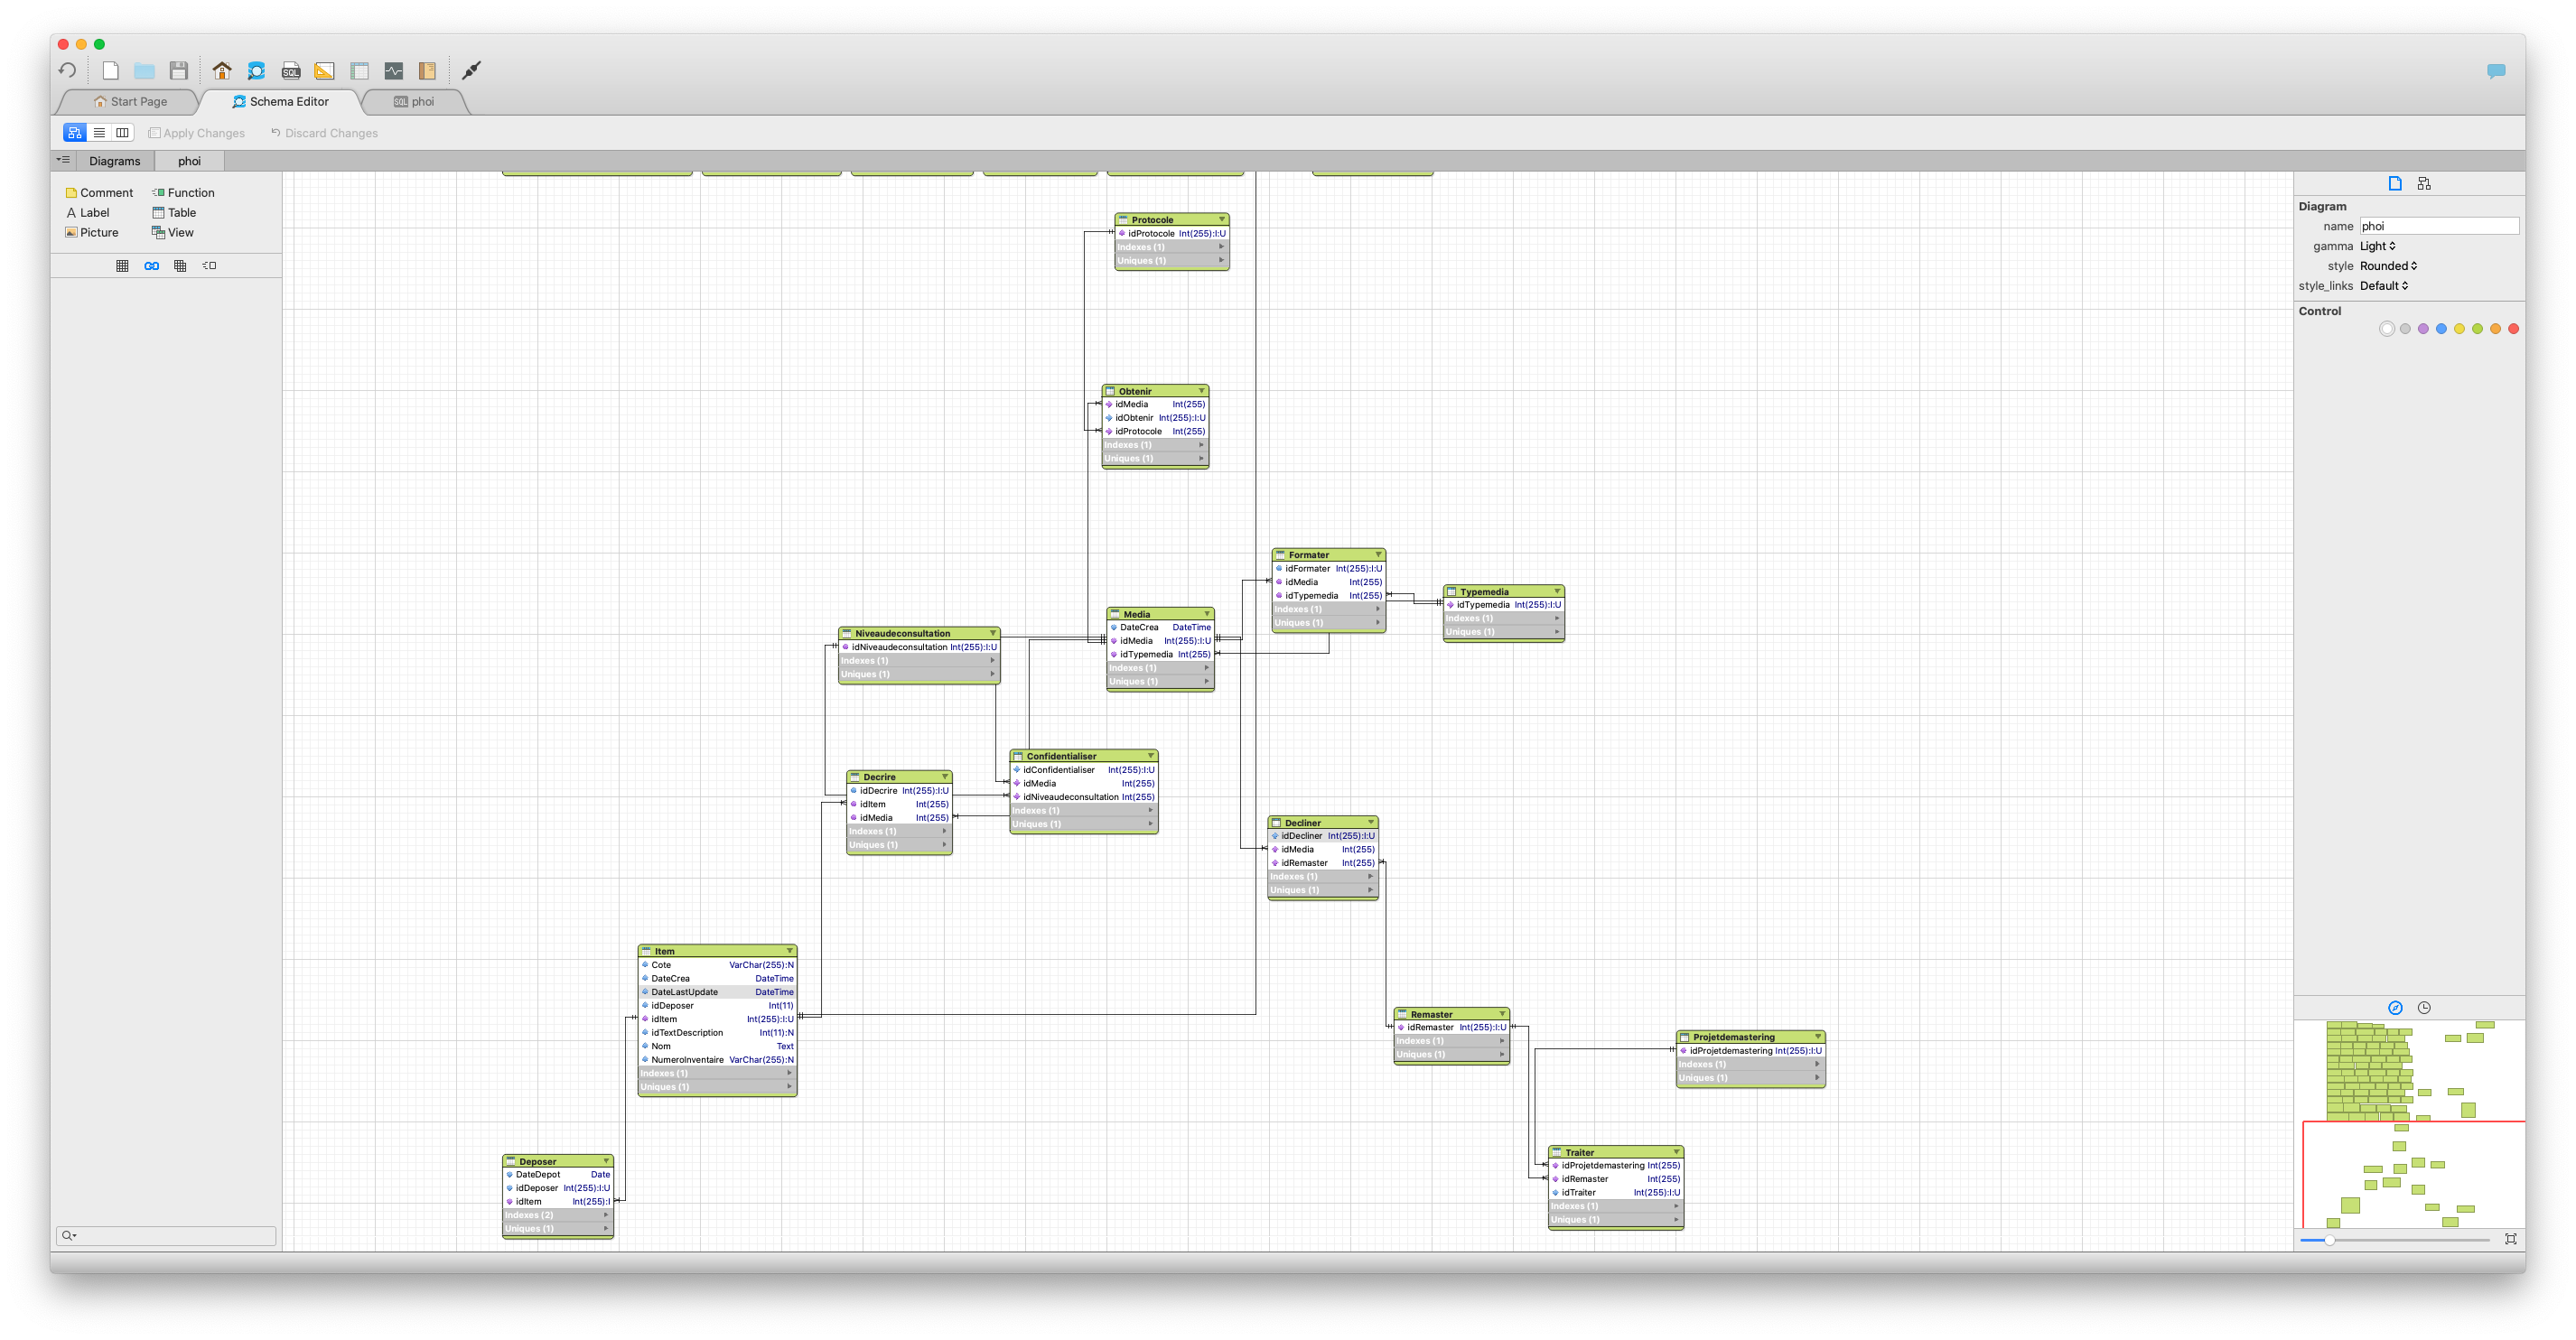 SQL
Start Page
Schema Editor
SQL phoi
Apply Changes
Discard Changes
Diagrams
phoi
Comment
Function
Label
Table
Picture
View
Protocole
idProtocole Int(255):I:U
Indexes (1)
Uniques (1)
Obtenir
idMedia Int(255)
idObtenir Int(255):I:U
idProtocole Int(255)
Indexes (1)
Uniques (1)
Formater
idFormater Int(255):I:U
idMedia Int(255)
idTypemedia Int(255)
Indexes (1)
Uniques (1)
Typemedia
idTypemedia Int(255):I:U
Indexes (1)
Uniques (1)
Media
DateCrea DateTime
idMedia Int(255):I:U
idTypemedia Int(255)
Indexes (1)
Uniques (1)
Niveaudeconsultation
idNiveaudeconsultation Int(255):I:U
Indexes (1)
Uniques (1)
Confidentialiser
idConfidentialiser Int(255):I:U
idMedia Int(255)
idNiveaudeconsultation Int(255)
Indexes (1)
Uniques (1)
Decrire
idDecrire Int(255):I:U
idItem Int(255)
idMedia Int(255)
Indexes (1)
Uniques (1)
Decliner
idDecliner Int(255):I:U
idMedia Int(255)
idRemaster Int(255)
Indexes (1)
Uniques (1)
Item
Cote VarChar(255):N
DateCrea DateTime
DateLastUpdate DateTime
idDeposer Int(11)
idItem Int(255):I:U
idTextDescription Int(11):N
Nom Text
NumeroInventaire VarChar(255):N
Indexes (1)
Uniques (1)
Remaster
idRemaster Int(255):I:U
Indexes (1)
Uniques (1)
Projetdemastering
idProjetdemastering Int(255):I:U
Indexes (1)
Uniques (1)
Deposer
DateDepot Date
idDeposer Int(255):I:U
idItem Int(255):I
Indexes (2)
Uniques (1)
Traiter
idProjetdemastering Int(255)
idRemaster Int(255)
idTraiter Int(255):I:U
Indexes (1)
Uniques (1)
Diagram
name phoi
gamma Light
style Rounded
style_links Default
Control